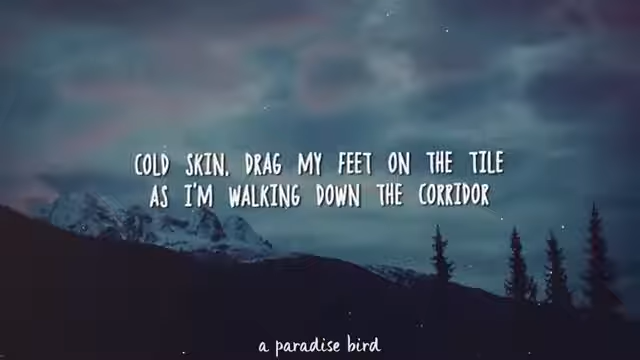 COLD SKIN, DRAG MY FEET ON THE TILE
AS I'M WALKING DOWN THE CORRIDOR
a paradise bird